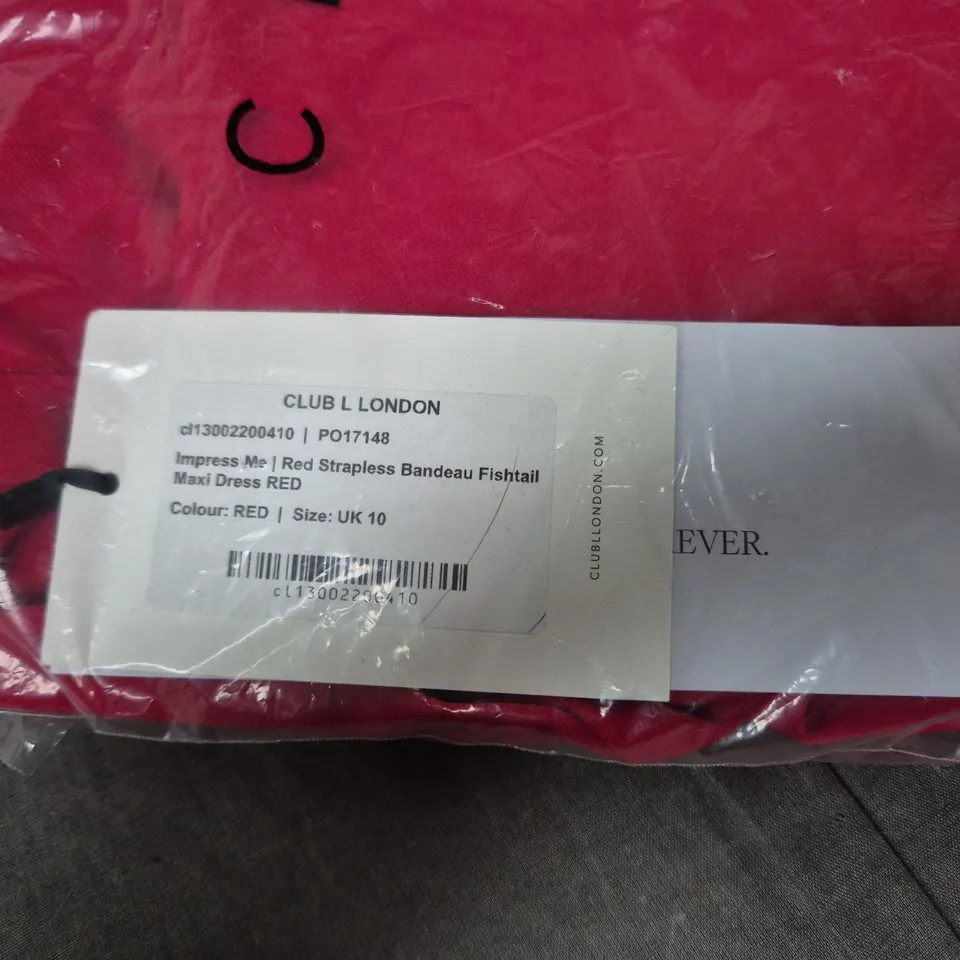 C
CLUB L LONDON
cl13002200410 | PO17148
Impress Me | Red Strapless Bandeau Fishtail
Maxi Dress RED
Colour: RED | Size: UK 10
cl13002200410
CLUBLLONDON.COM
EVER.